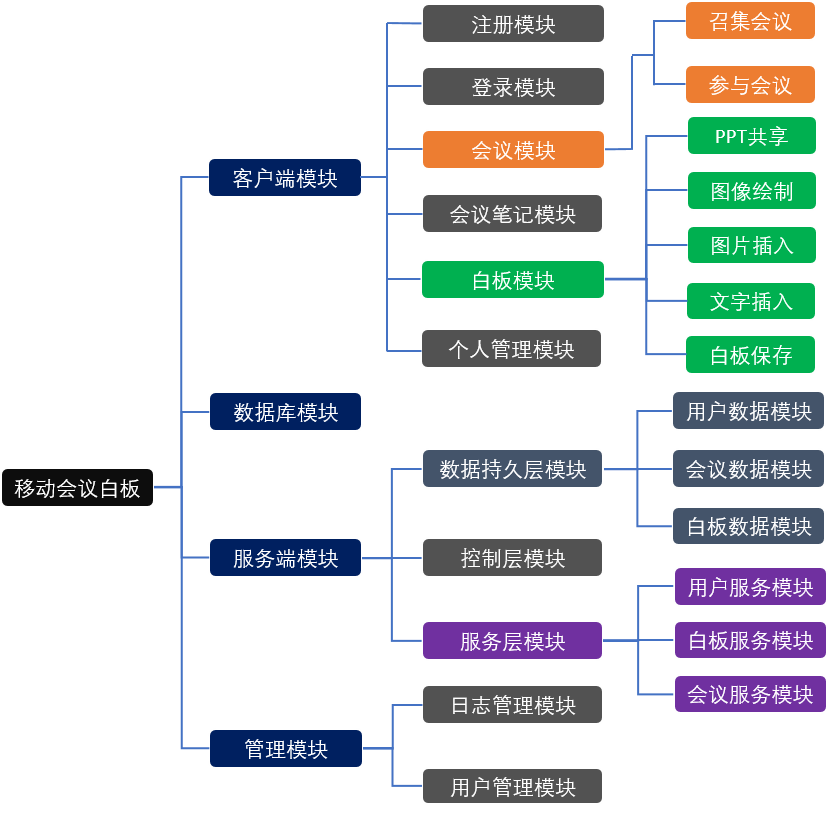 移动会议白板
客户端模块
注册模块
登录模块
会议模块
召集会议
参与会议
会议笔记模块
白板模块
PPT共享
图像绘制
图片插入
文字插入
白板保存
个人管理模块
数据库模块
服务端模块
数据持久层模块
用户数据模块
会议数据模块
白板数据模块
控制层模块
服务层模块
用户服务模块
白板服务模块
会议服务模块
管理模块
日志管理模块
用户管理模块